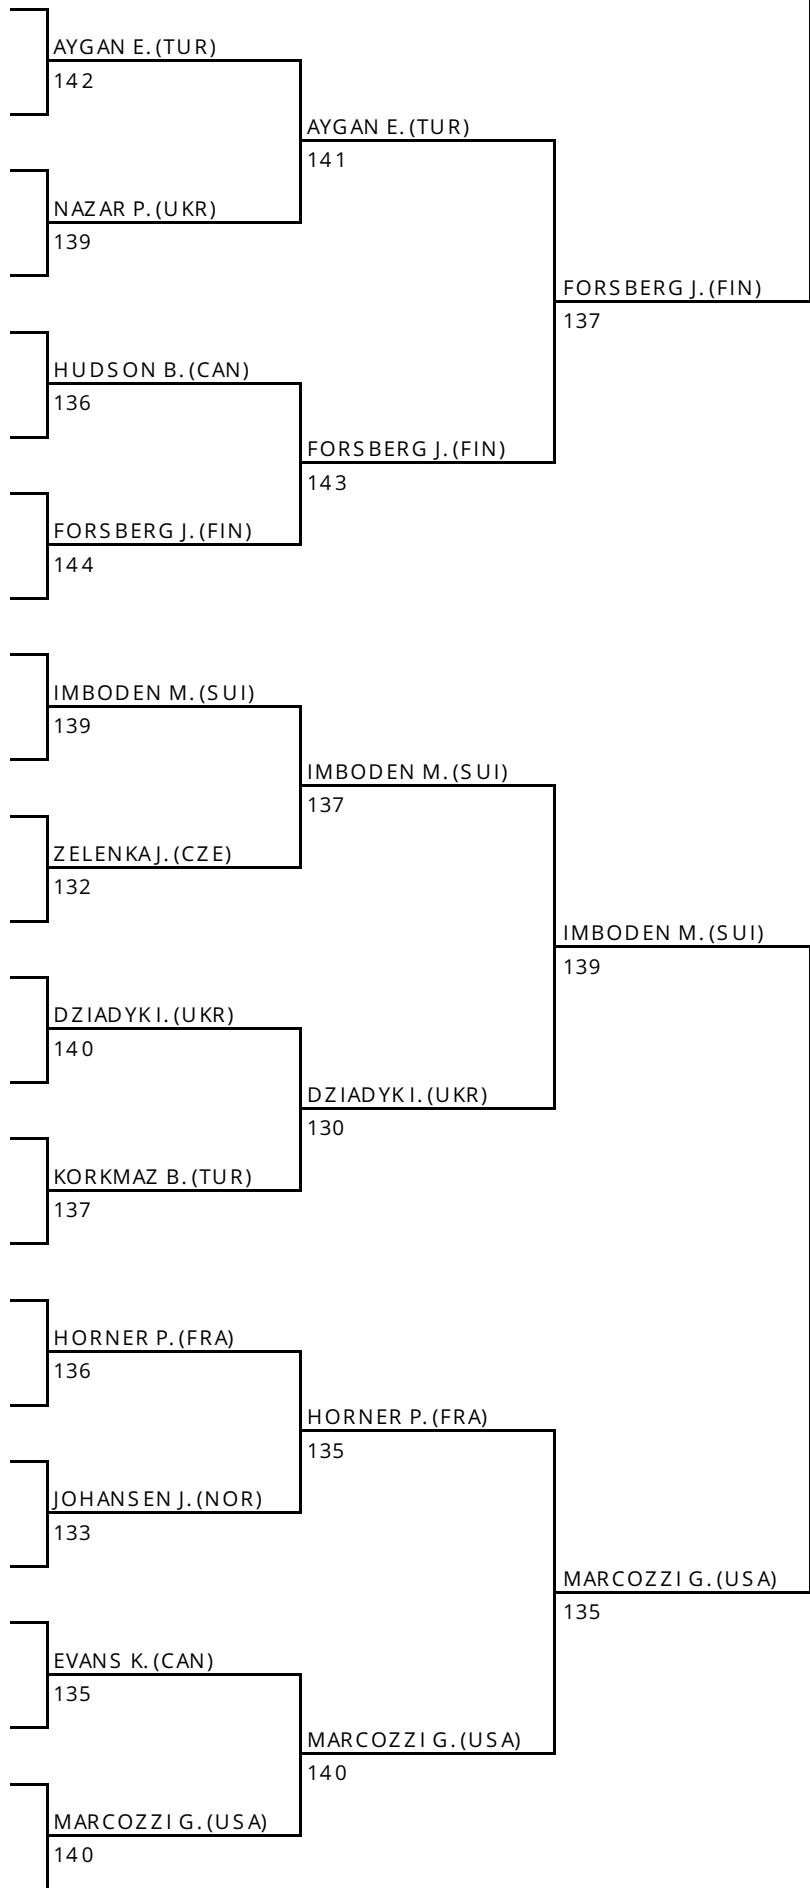 AYGAN E. (TUR)
142
AYGAN E. (TUR)
141
NAZAR P. (UKR)
139
FORSBERG J. (FIN)
137
HUDSON B. (CAN)
136
FORSBERG J. (FIN)
143
FORSBERG J. (FIN)
144
IMBODEN M. (SUI)
139
IMBODEN M. (SUI)
137
ZELENKA J. (CZE)
132
IMBODEN M. (SUI)
139
DZIADYK I. (UKR)
140
DZIADYK I. (UKR)
130
KORKMAZ B. (TUR)
137
HORNER P. (FRA)
136
HORNER P. (FRA)
135
JOHANSEN J. (NOR)
133
MARCOZZI G. (USA)
135
EVANS K. (CAN)
135
MARCOZZI G. (USA)
140
MARCOZZI G. (USA)
140